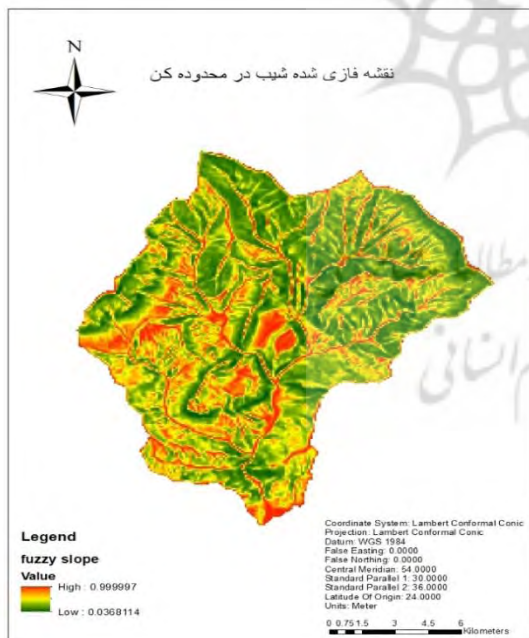 N
نقشه فازی شده شیب در محدوده کن
مطال
م انسانی
Legend
fuzzy slope
Value
High : 0.999997
Low : 0.0368114
Coordinate System: Lambert Conformal Conic
Projection: Lambert Conformal Conic
Datum: WGS 1984
False Easting: 0.0000
False Northing: 0.0000
Central Meridian: 54.0000
Standard Parallel 1: 30.0000
Standard Parallel 2: 36.0000
Latitude Of Origin: 24.0000
Units: Meter
0 0.75 1.5 3 4.5 6
Kilometers